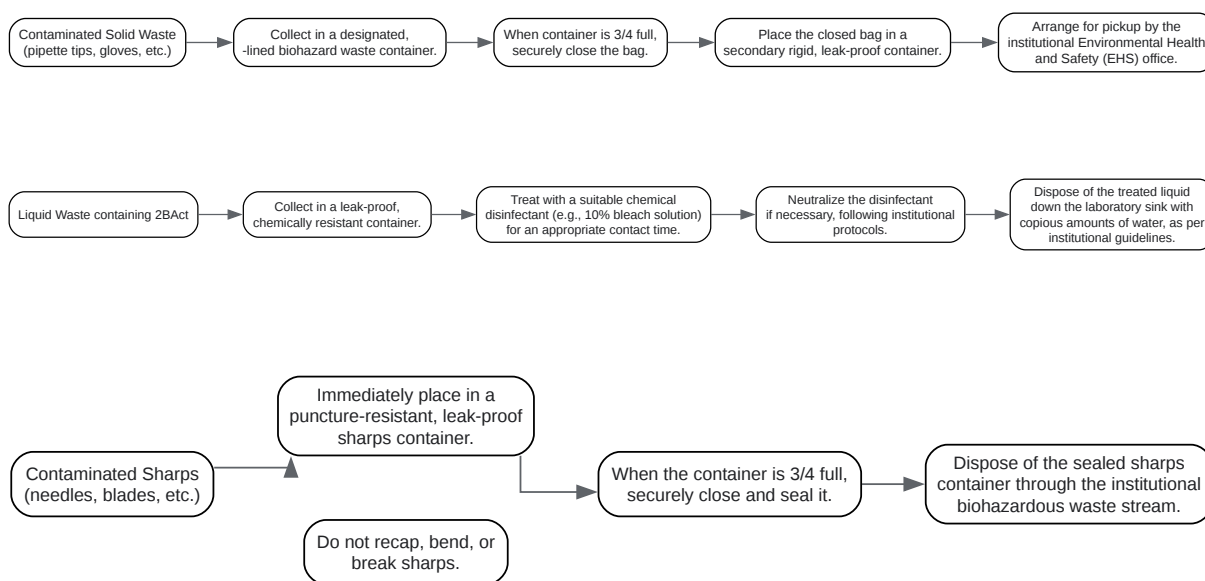 Contaminated Solid Waste
(pipette tips, gloves, etc.)
Collect in a designated,
-lined biohazard waste container.
When container is 3/4 full,
securely close the bag.
Place the closed bag in a
secondary rigid, leak-proof container.
Arrange for pickup by the
institutional Environmental Health
and Safety (EHS) office.
Liquid Waste containing 2BAct
Collect in a leak-proof,
chemically resistant container.
Treat with a suitable chemical
disinfectant (e.g., 10% bleach solution)
for an appropriate contact time.
Neutralize the disinfectant
if necessary, following institutional
protocols.
Dispose of the treated liquid
down the laboratory sink with
copious amounts of water, as per
institutional guidelines.
Contaminated Sharps
(needles, blades, etc.)
Immediately place in a
puncture-resistant, leak-proof
sharps container.
Do not recap, bend, or
break sharps.
When the container is 3/4 full,
securely close and seal it.
Dispose of the sealed sharps
container through the institutional
biohazardous waste stream.